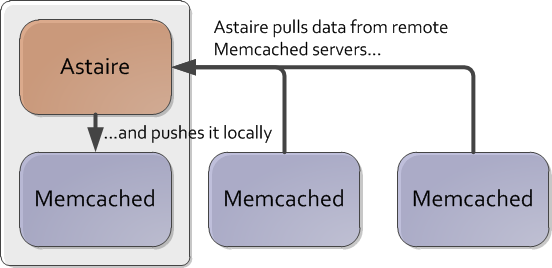 Astaire pulls data from remote
Memcached servers...
Astaire
...and pushes it locally
Memcached
Memcached
Memcached